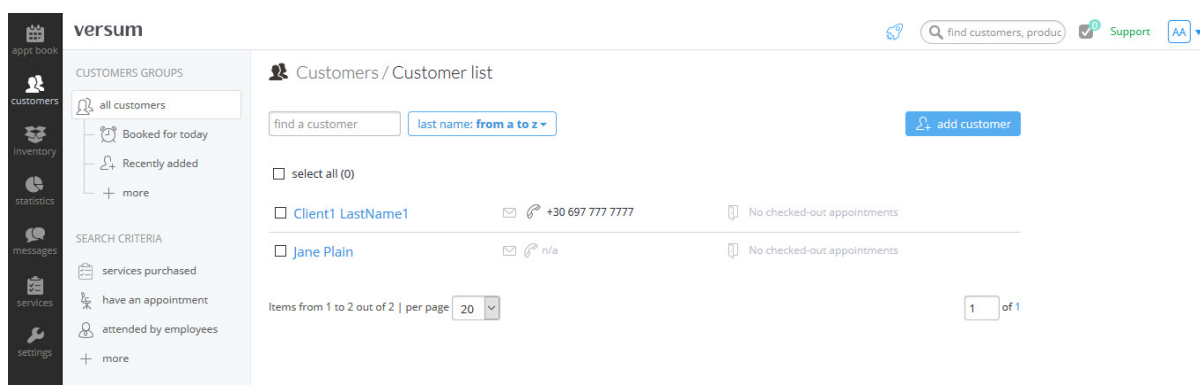 versum
find customers, produc
0
Support
AA
appt book
customers
inventory
statistics
messages
services
settings
CUSTOMERS GROUPS
all customers
Booked for today
Recently added
more
SEARCH CRITERIA
services purchased
have an appointment
attended by employees
more
Customers / Customer list
find a customer
last name: from a to z
add customer
select all (0)
Client1 LastName1 +30 697 777 7777 No checked-out appointments
Jane Plain n/a No checked-out appointments
Items from 1 to 2 out of 2 | per page 20
1 of 1